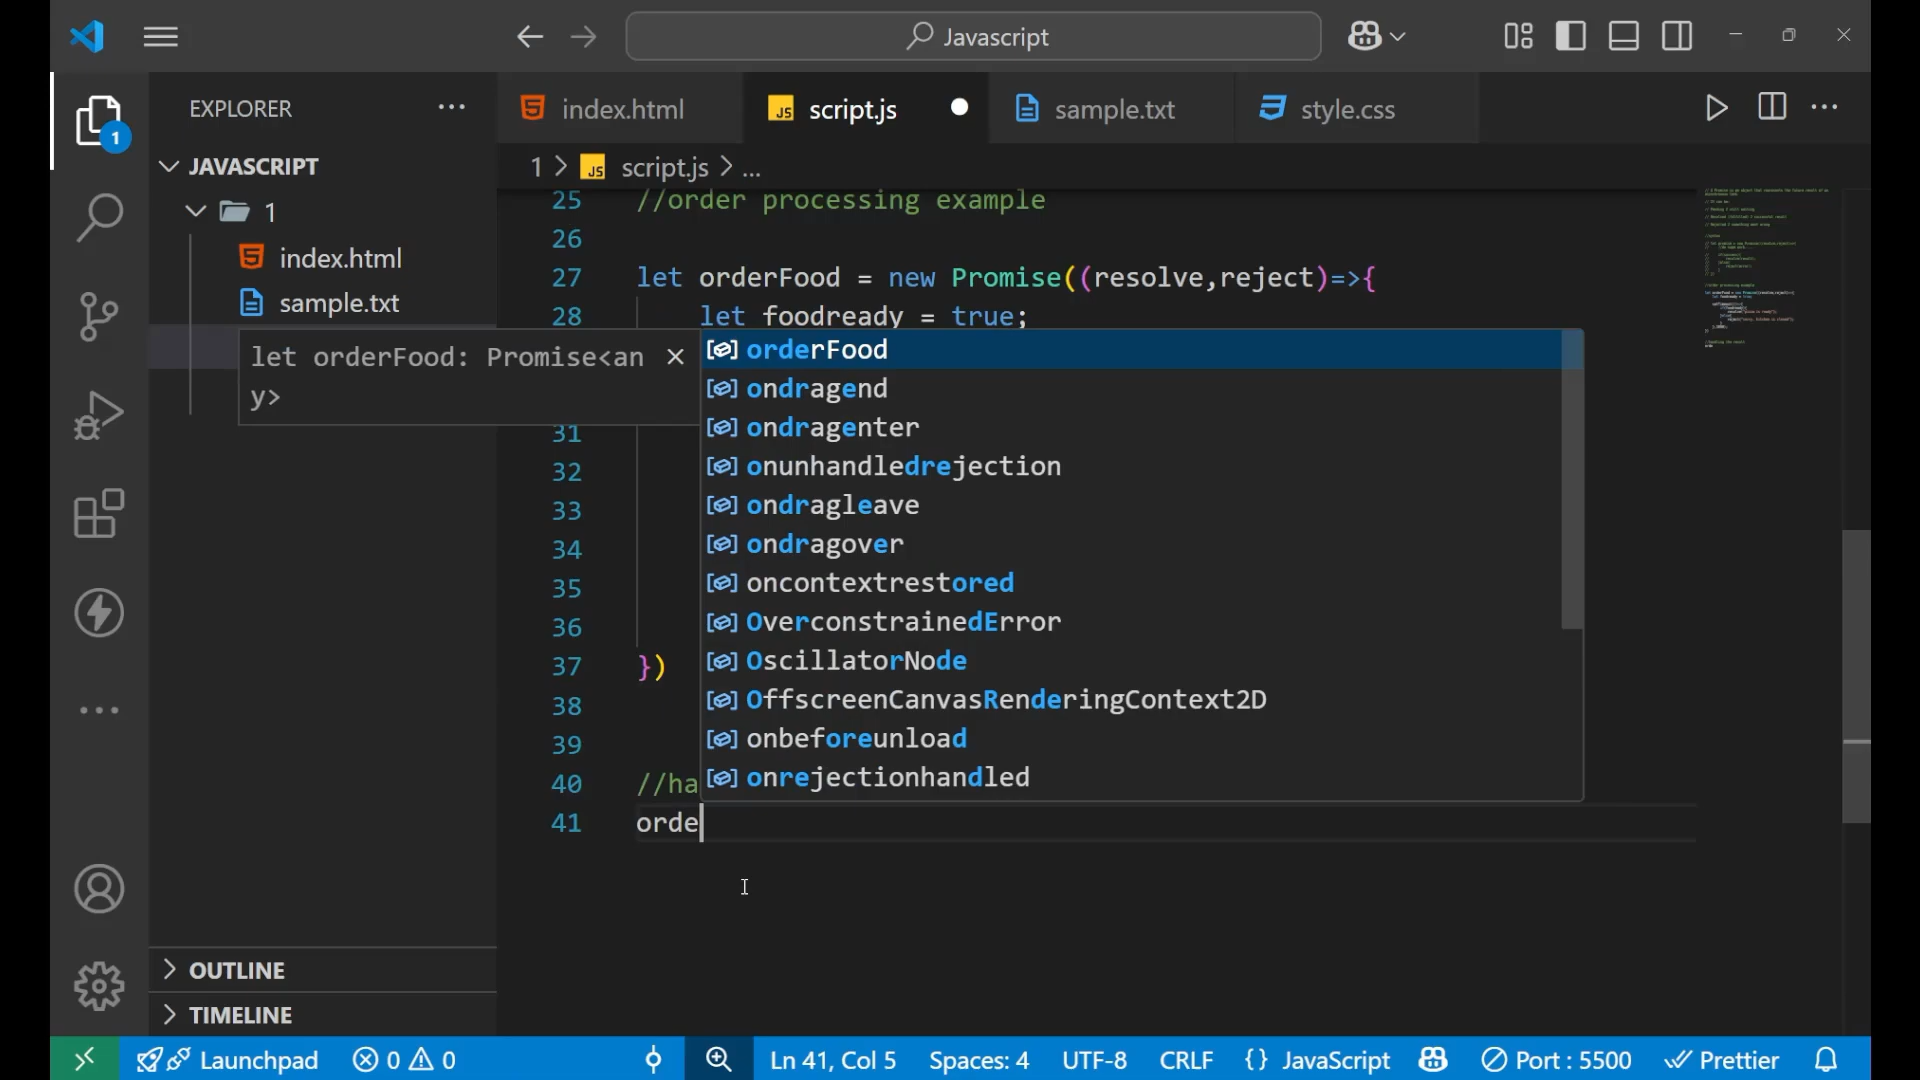 Javascript
EXPLORER
index.html
script.js
sample.txt
style.css
JAVASCRIPT
1
index.html
sample.txt
1 > script.js > ...
25 //order processing example
26
27 let orderFood = new Promise((resolve,reject)=>{
28 let foodready = true;
let orderFood: Promise<an
y>
orderFood
ondragend
ondragenter
onunhandledrejection
ondragleave
ondragover
oncontextrestored
OverconstrainedError
OscillatorNode
OffscreenCanvasRenderingContext2D
onbeforeunload
onrejectionhandled
31
32
33
34
35
36
37 })
38
39
40 //ha
41 orde
OUTLINE
TIMELINE
Launchpad
0
0
Ln 41, Col 5
Spaces: 4
UTF-8
CRLF
{} JavaScript
Port : 5500
Prettier